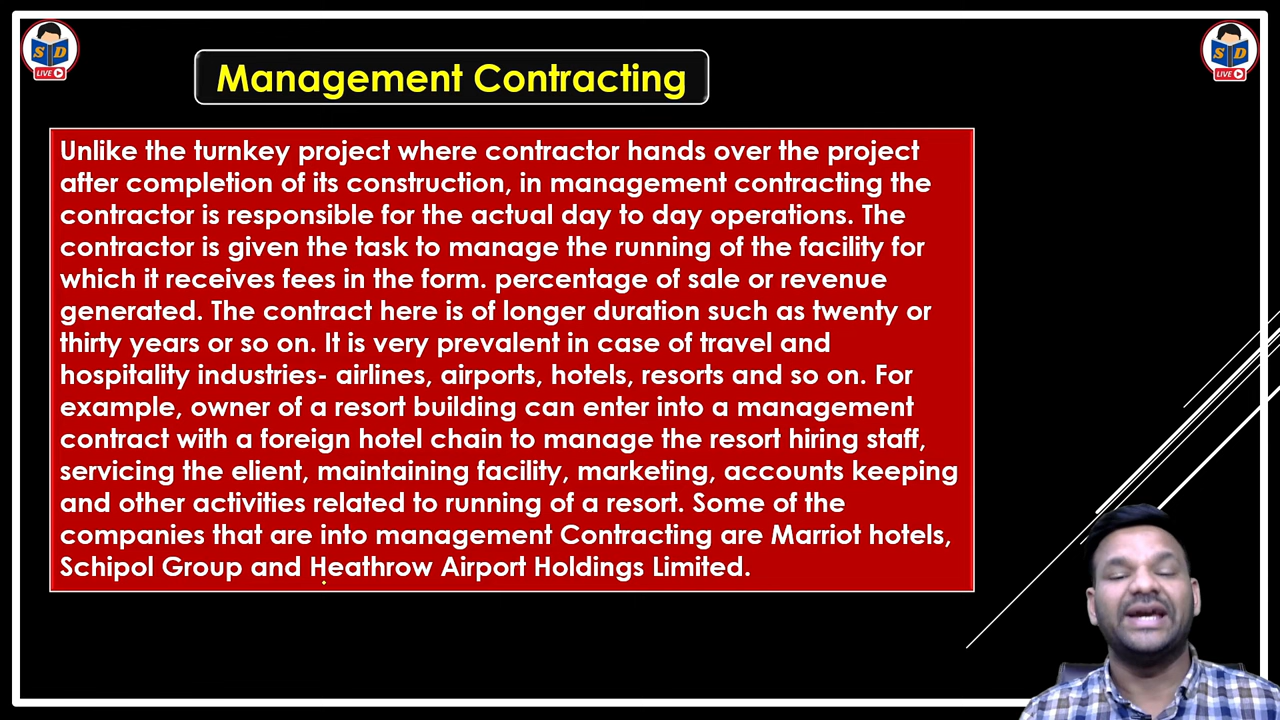 S D
LIVE
S D
LIVE
Management Contracting
Unlike the turnkey project where contractor hands over the project
after completion of its construction, in management contracting the
contractor is responsible for the actual day to day operations. The
contractor is given the task to manage the running of the facility for
which it receives fees in the form. percentage of sale or revenue
generated. The contract here is of longer duration such as twenty or
thirty years or so on. It is very prevalent in case of travel and
hospitality industries- airlines, airports, hotels, resorts and so on. For
example, owner of a resort building can enter into a management
contract with a foreign hotel chain to manage the resort hiring staff,
servicing the elient, maintaining facility, marketing, accounts keeping
and other activities related to running of a resort. Some of the
companies that are into management Contracting are Marriot hotels,
Schipol Group and Heathrow Airport Holdings Limited.